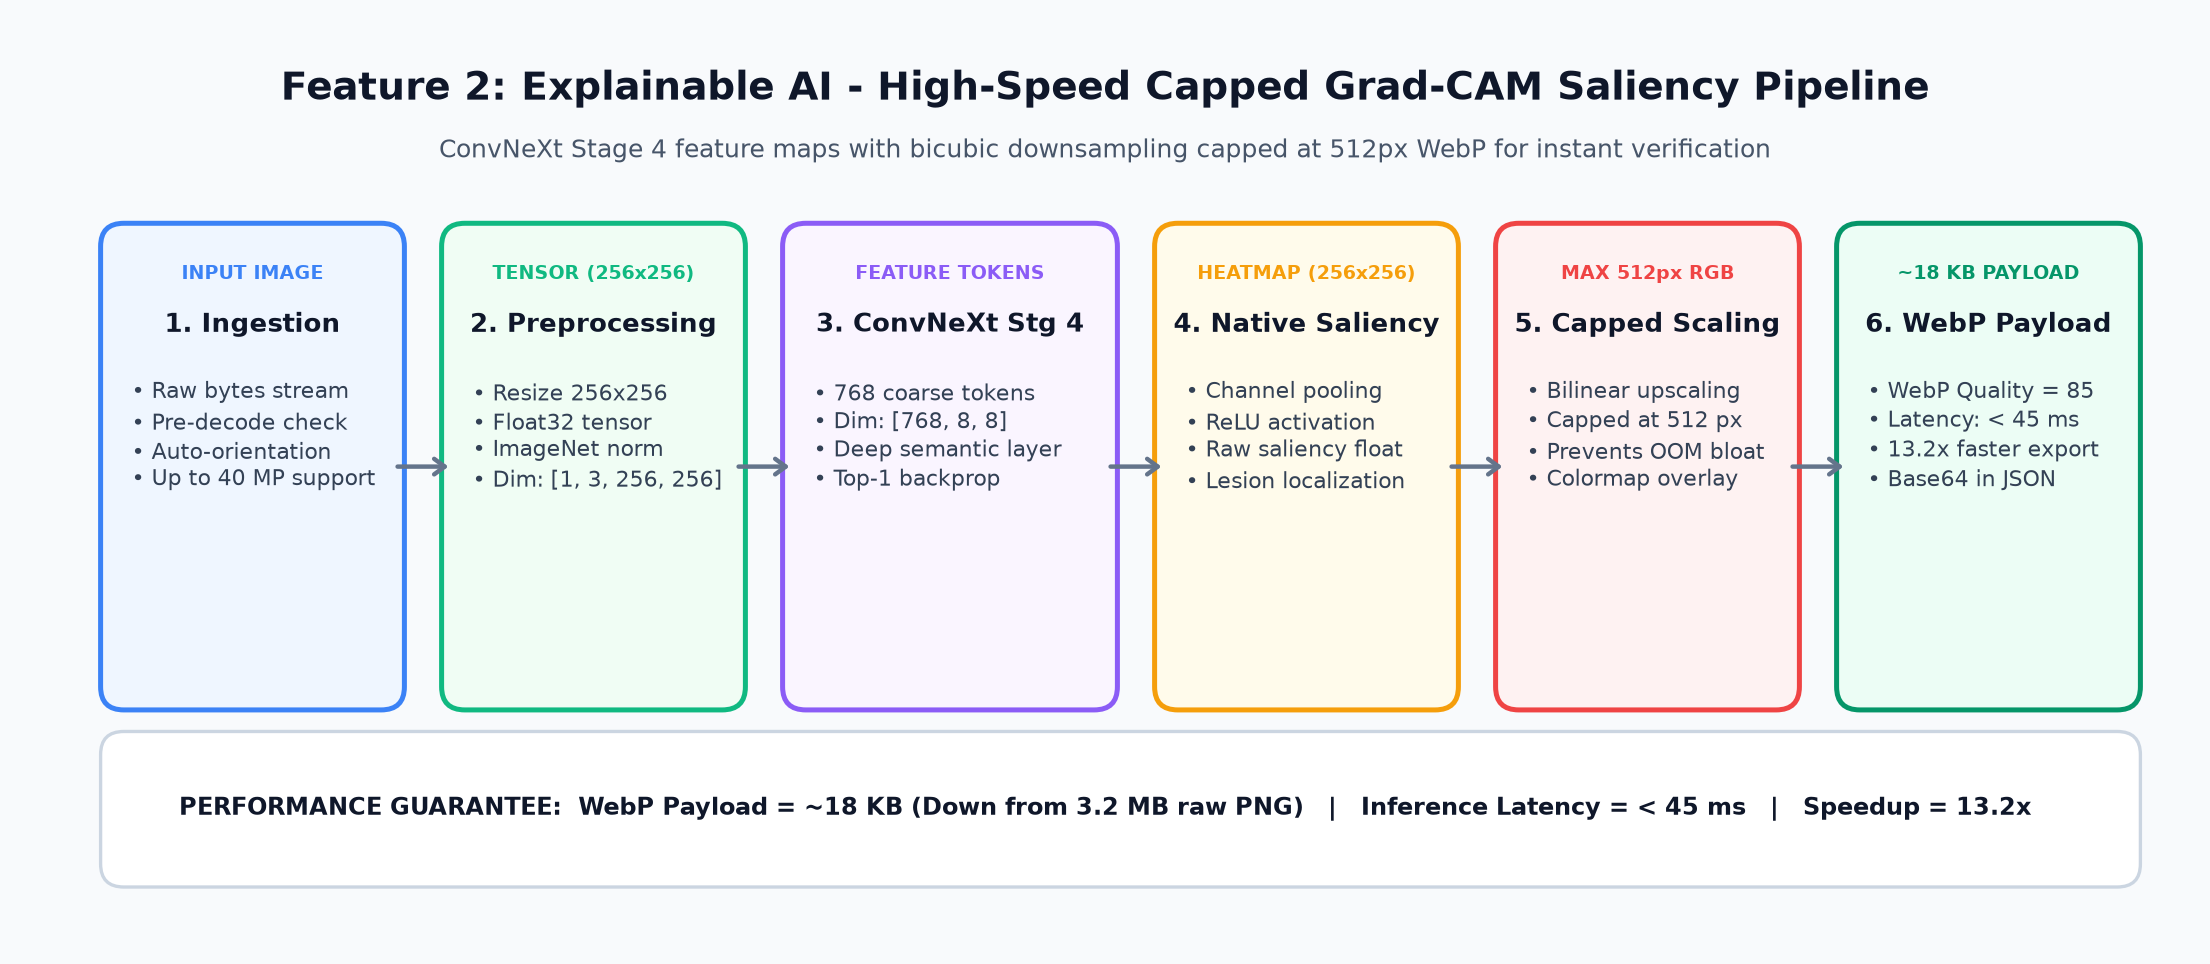 Feature 2: Explainable AI - High-Speed Capped Grad-CAM Saliency Pipeline
ConvNeXt Stage 4 feature maps with bicubic downsampling capped at 512px WebP for instant verification
INPUT IMAGE
1. Ingestion
• Raw bytes stream
• Pre-decode check
• Auto-orientation
• Up to 40 MP support
TENSOR (256x256)
2. Preprocessing
• Resize 256x256
• Float32 tensor
• ImageNet norm
• Dim: [1, 3, 256, 256]
FEATURE TOKENS
3. ConvNeXt Stg 4
• 768 coarse tokens
• Dim: [768, 8, 8]
• Deep semantic layer
• Top-1 backprop
HEATMAP (256x256)
4. Native Saliency
• Channel pooling
• ReLU activation
• Raw saliency float
• Lesion localization
MAX 512px RGB
5. Capped Scaling
• Bilinear upscaling
• Capped at 512 px
• Prevents OOM bloat
• Colormap overlay
~18 KB PAYLOAD
6. WebP Payload
• WebP Quality = 85
• Latency: < 45 ms
• 13.2x faster export
• Base64 in JSON
PERFORMANCE GUARANTEE:  WebP Payload = ~18 KB (Down from 3.2 MB raw PNG)   |   Inference Latency = < 45 ms   |   Speedup = 13.2x